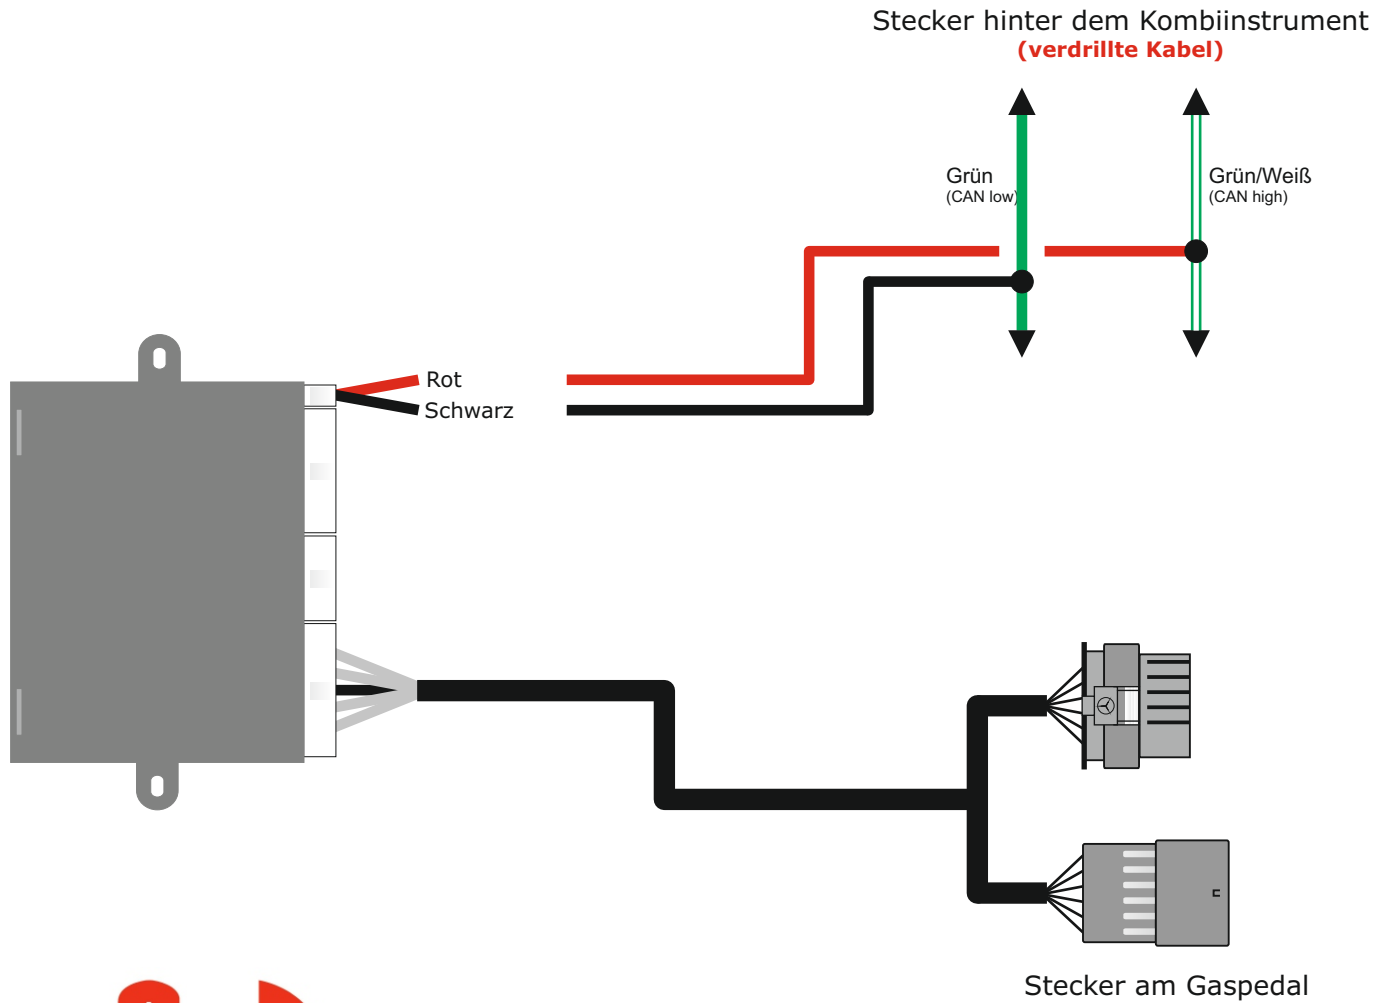 Stecker hinter dem Kombiinstrument
(verdrillte Kabel)
Grün
(CAN low)
Grün/Weiß
(CAN high)
Rot
Schwarz
Stecker am Gaspedal